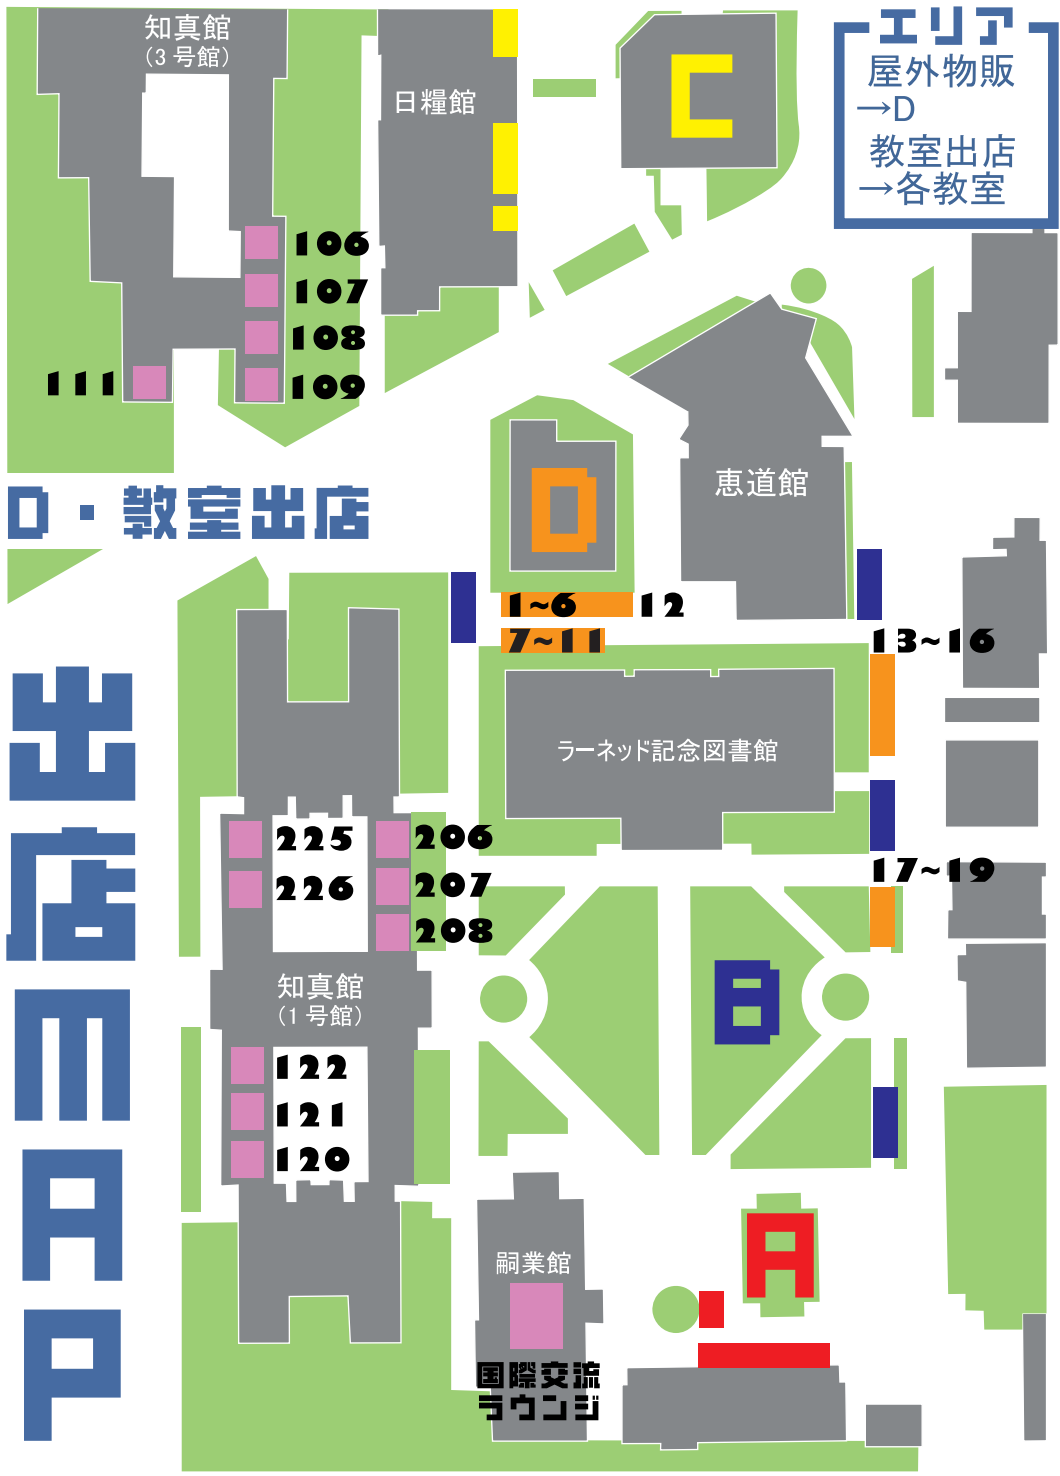 知真館
（3号館）
日糧館
C
エリア
屋外物販
→D
教室出店
→各教室
106
107
108
109
111
D・教室出店
D
恵道館
1~6
12
7~11
13~16
出店MAP
ラーネッド記念図書館
225
206
226
207
208
17~19
知真館
（1号館）
B
122
121
120
嗣業館
A
国際交流
ラウンジ